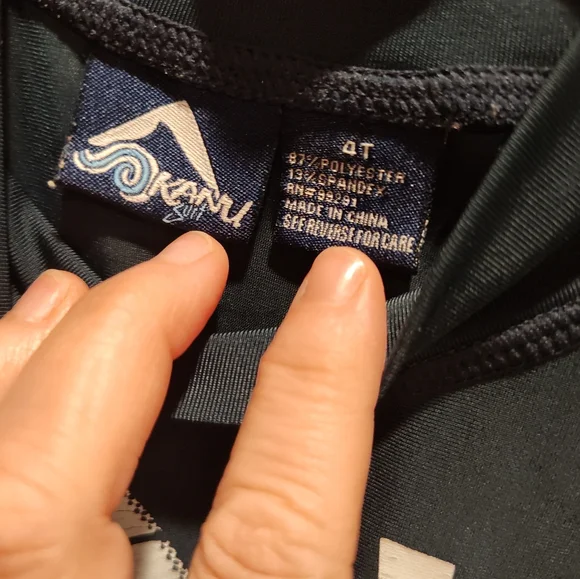 KANU
Surf
4T
87% POLYESTER
13% SPANDEX
RN#99291
MADE IN CHINA
SEE REVERSE FOR CARE